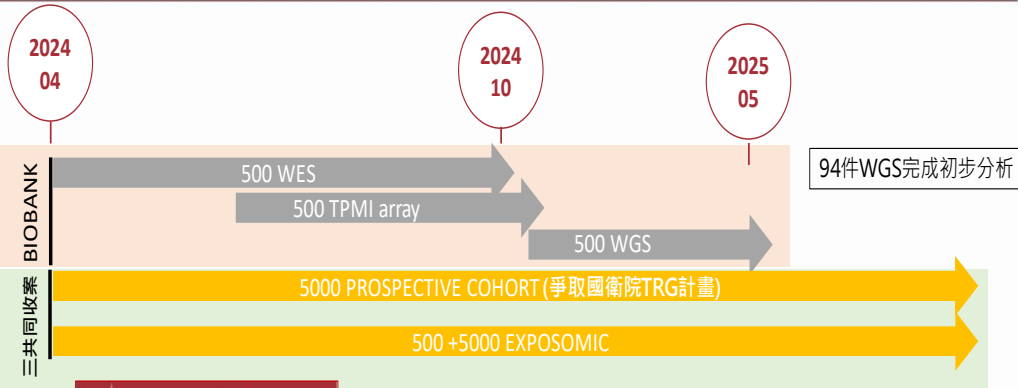 2024
04
2024
10
2025
05
BIOBANK
500 WES
500 TPMI array
500 WGS
94件WGS完成初步分析
三共同收案
5000 PROSPECTIVE COHORT (爭取國衛院TRG計畫)
500 +5000 EXPOSOMIC